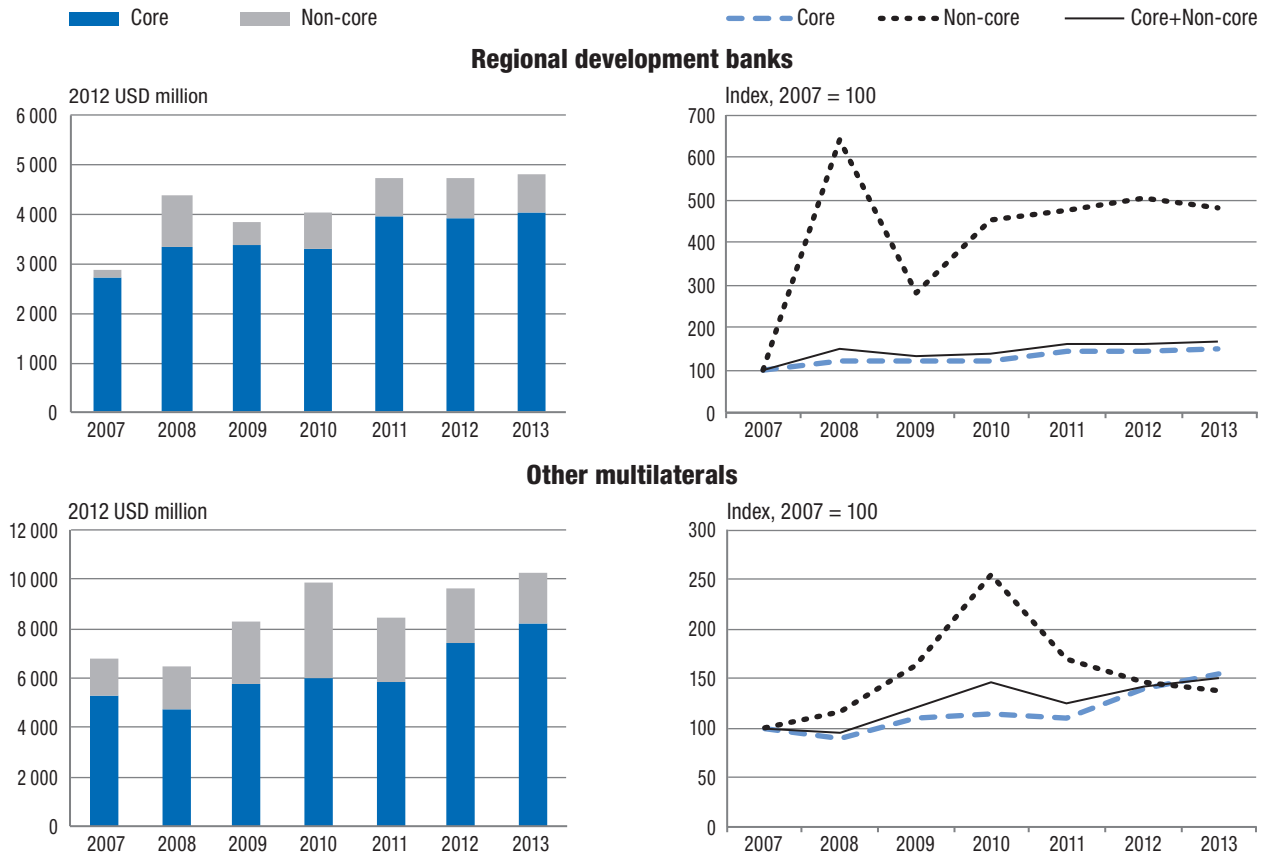 Core Non-core Core Non-core Core+Non-core
Regional development banks
2012 USD million
6 000
5 000
4 000
3 000
2 000
1 000
0
2007 2008 2009 2010 2011 2012 2013
Index, 2007 = 100
700
600
500
400
300
200
100
0
2007 2008 2009 2010 2011 2012 2013
Other multilaterals
2012 USD million
12 000
10 000
8 000
6 000
4 000
2 000
0
2007 2008 2009 2010 2011 2012 2013
Index, 2007 = 100
300
250
200
150
100
50
0
2007 2008 2009 2010 2011 2012 2013